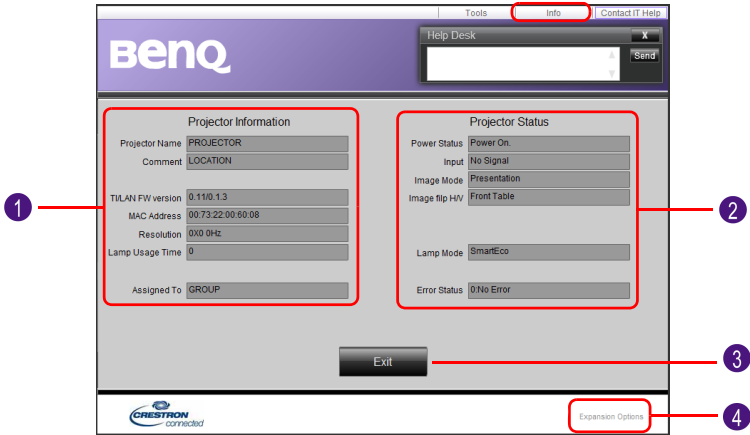 Tools Info Contact IT Help
BenQ
Help Desk X
Send
Projector Information
Projector Name PROJECTOR
Comment LOCATION
TI/LAN FW version 0.11/0.1.3
MAC Address 00:73:22:00:60:08
Resolution 0X0 0Hz
Lamp Usage Time 0
Assigned To GROUP
1
Projector Status
Power Status Power On.
Input No Signal
Image Mode Presentation
Image filp H/V Front Table
Lamp Mode SmartEco
Error Status 0:No Error
2
Exit
3
CRESTRON
connected
Expansion Options
4